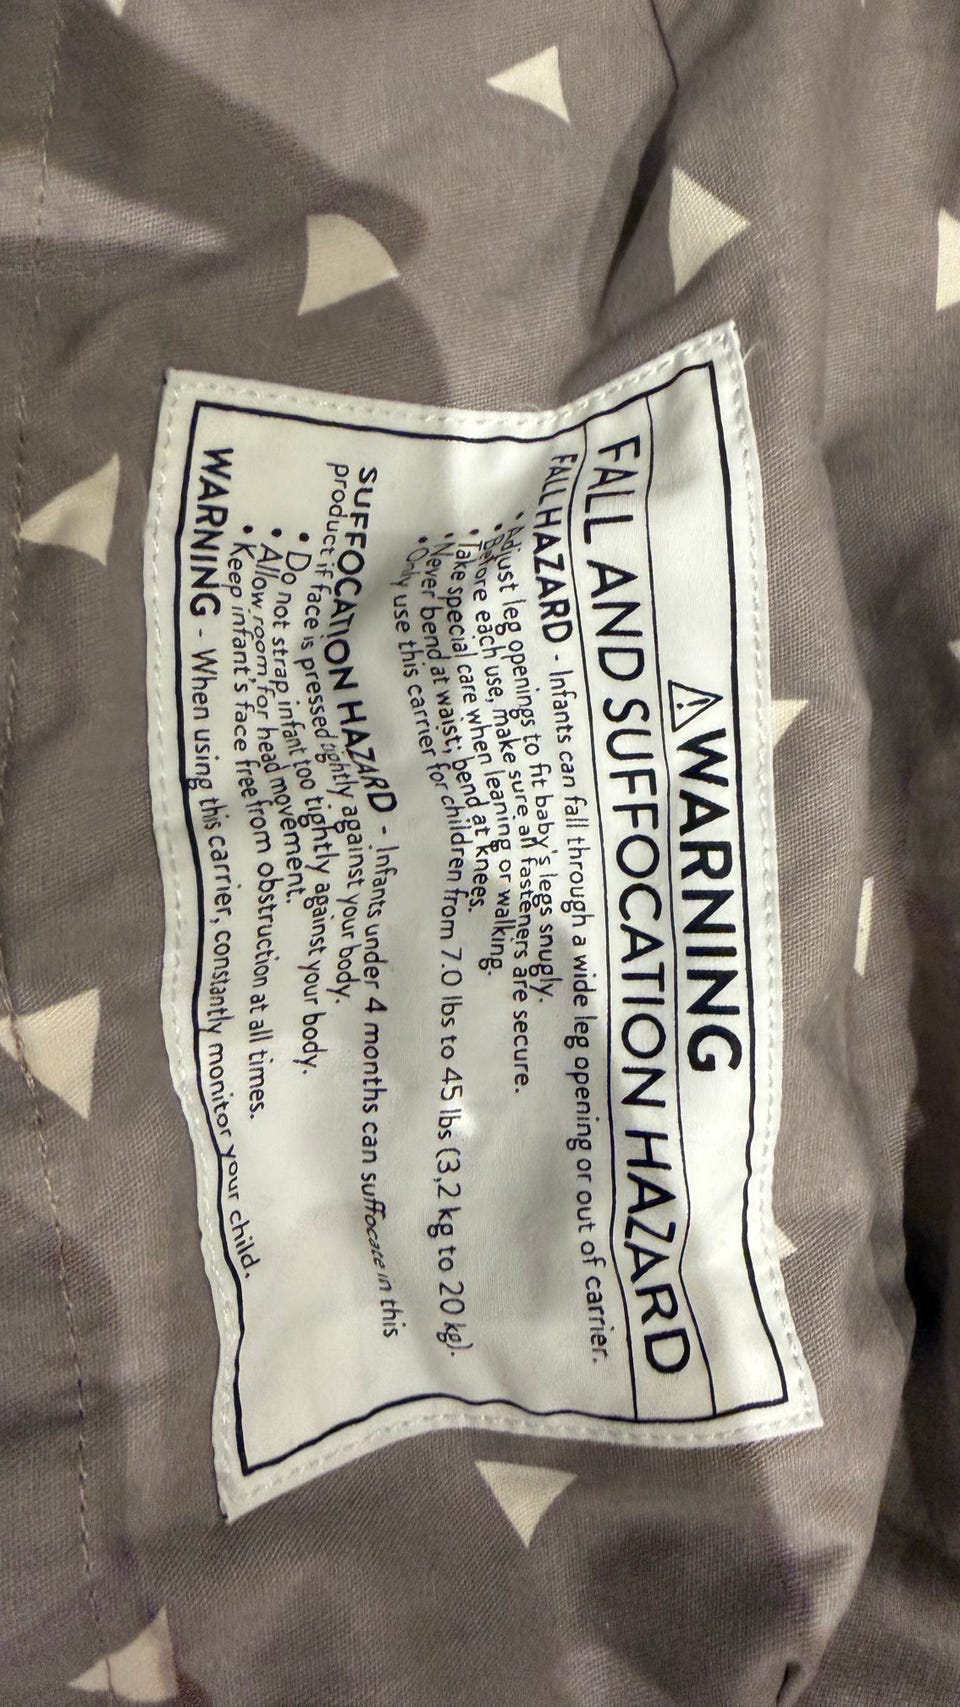 ⚠WARNING
FALL AND SUFFOCATION HAZARD
FALL HAZARD - Infants can fall through a wide leg opening or out of carrier.
• Adjust leg openings to fit baby's legs snugly.
• Before each use, make sure all fasteners are secure.
• Take special care when leaning or walking.
• Never bend at waist; bend at knees.
• Only use this carrier for children from 7.0 lbs to 45 lbs (3,2 kg to 20 kg).
SUFFOCATION HAZARD - Infants under 4 months can suffocate in this
product if face is pressed tightly against your body.
• Do not strap infant too tightly against your body.
• Allow room for head movement.
• Keep infant's face free from obstruction at all times.
WARNING - When using this carrier, constantly monitor your child.